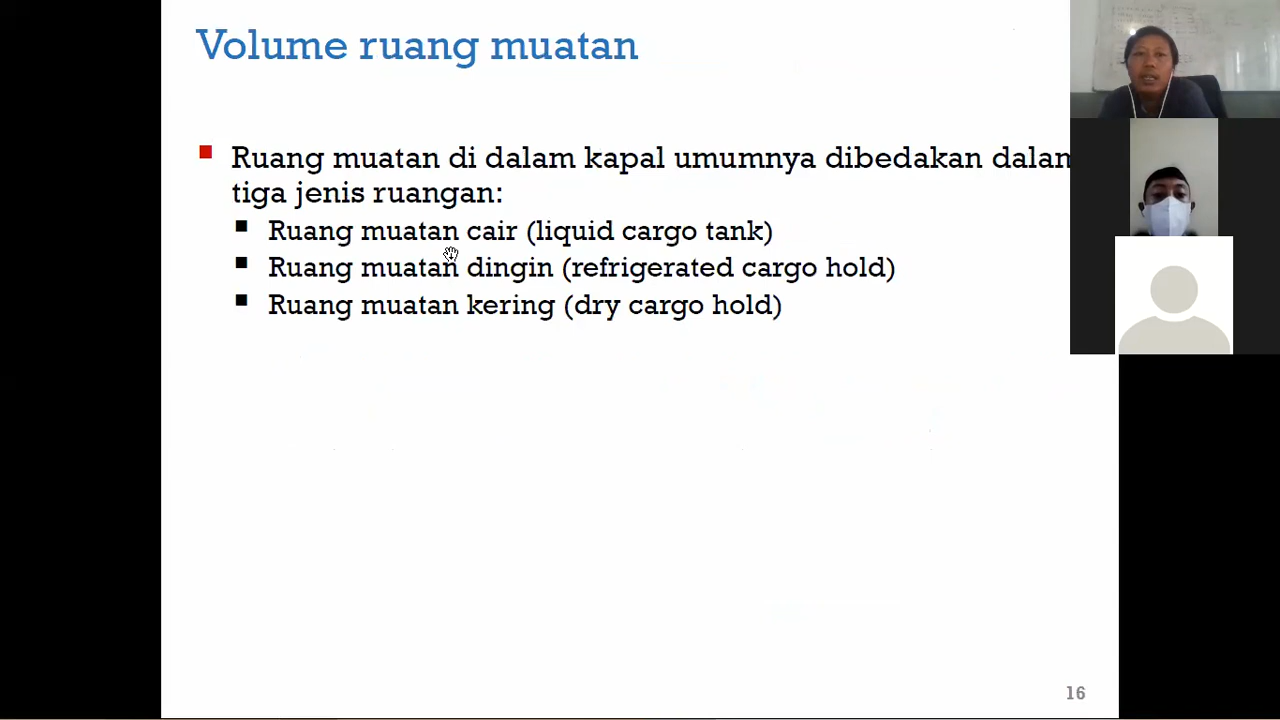 Volume ruang muatan
Ruang muatan di dalam kapal umumnya dibedakan dalam
tiga jenis ruangan:
Ruang muatan cair (liquid cargo tank)
Ruang muatan dingin (refrigerated cargo hold)
Ruang muatan kering (dry cargo hold)
16